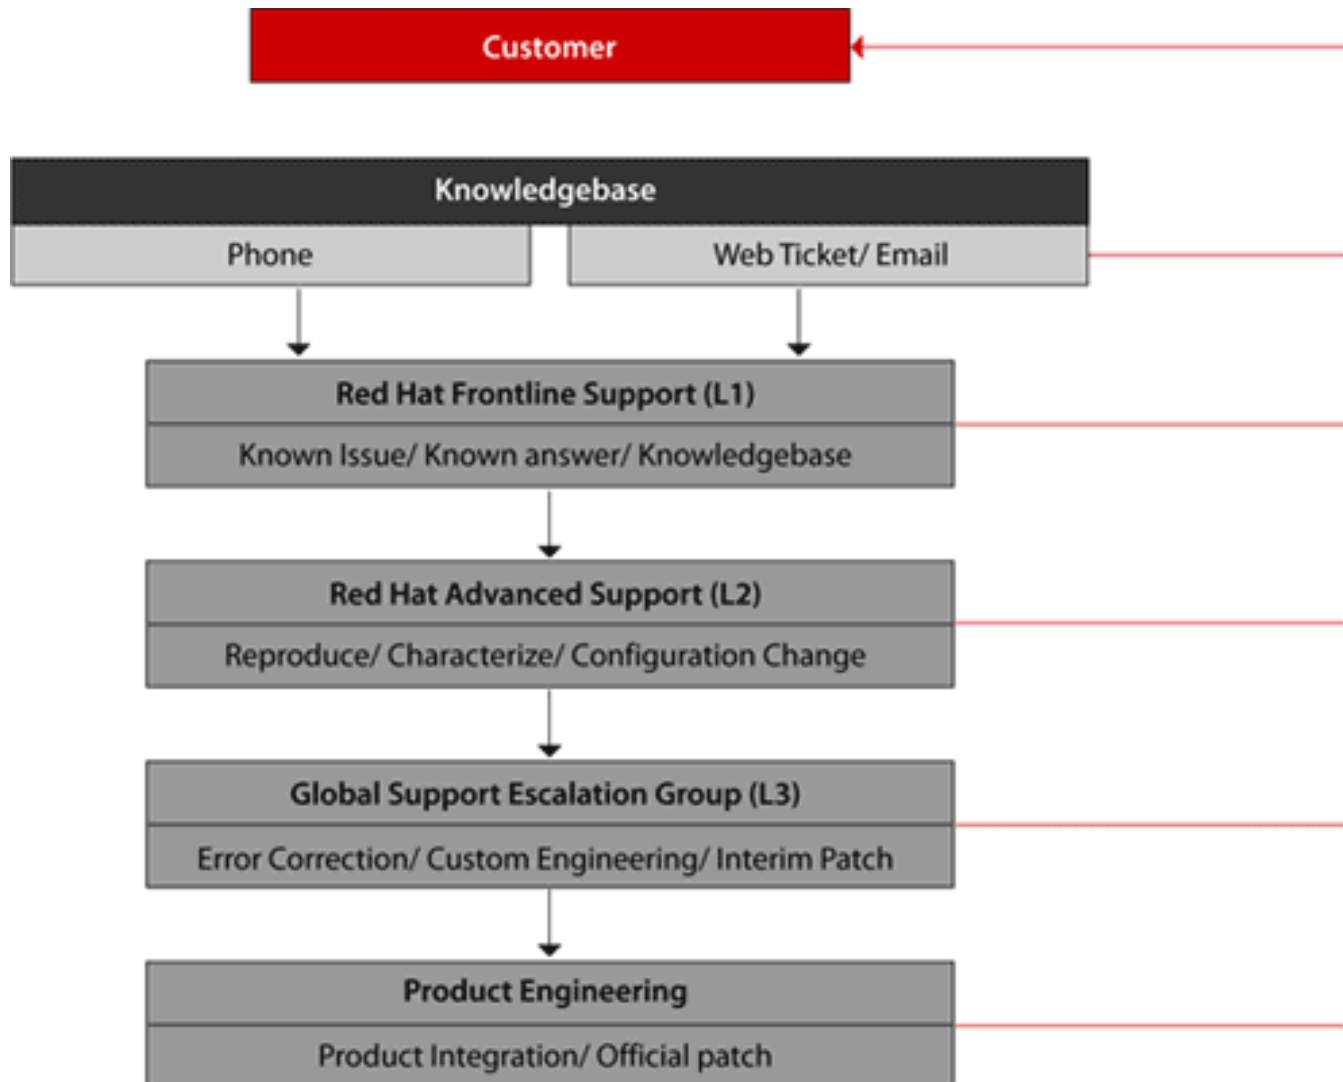 Customer
Knowledgebase
Phone
Web Ticket/ Email
Red Hat Frontline Support (L1)
Known Issue/ Known answer/ Knowledgebase
Red Hat Advanced Support (L2)
Reproduce/ Characterize/ Configuration Change
Global Support Escalation Group (L3)
Error Correction/ Custom Engineering/ Interim Patch
Product Engineering
Product Integration/ Official patch